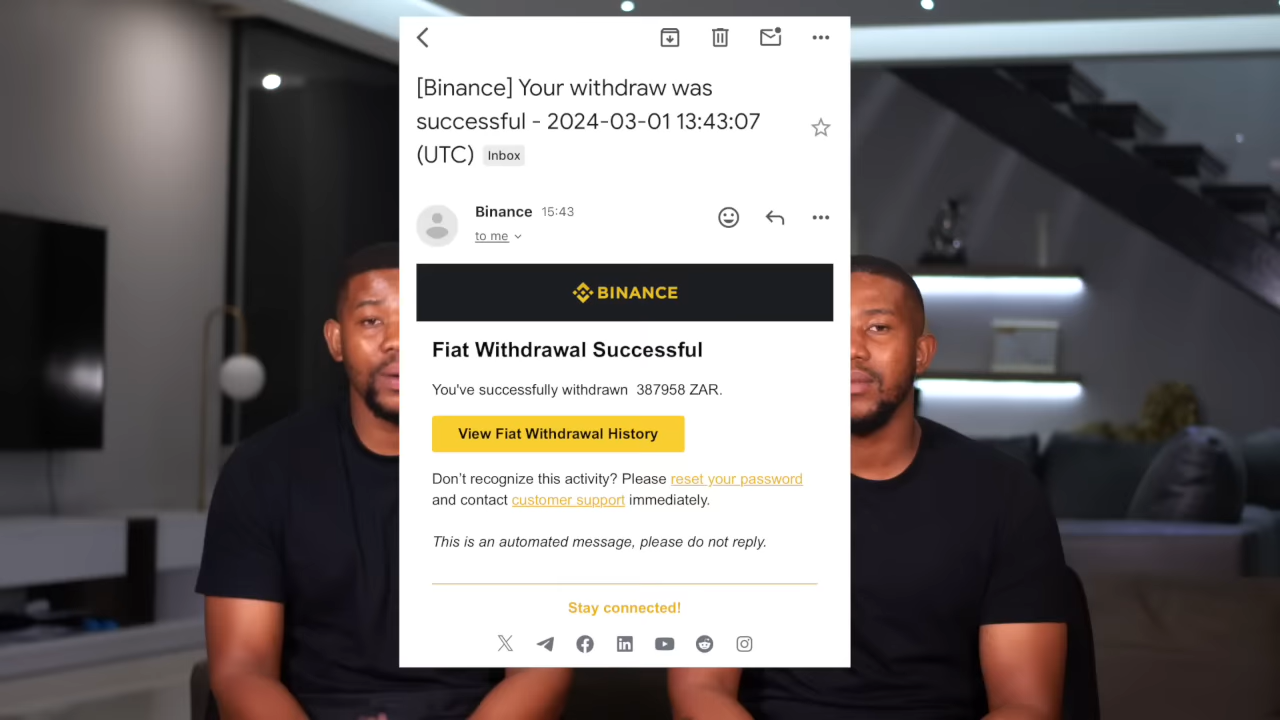 [Binance] Your withdraw was
successful - 2024-03-01 13:43:07
(UTC) Inbox
Binance 15:43
to me
BINANCE
Fiat Withdrawal Successful
You've successfully withdrawn 387958 ZAR.
View Fiat Withdrawal History
Don't recognize this activity? Please reset your password
and contact customer support immediately.
This is an automated message, please do not reply.
Stay connected!